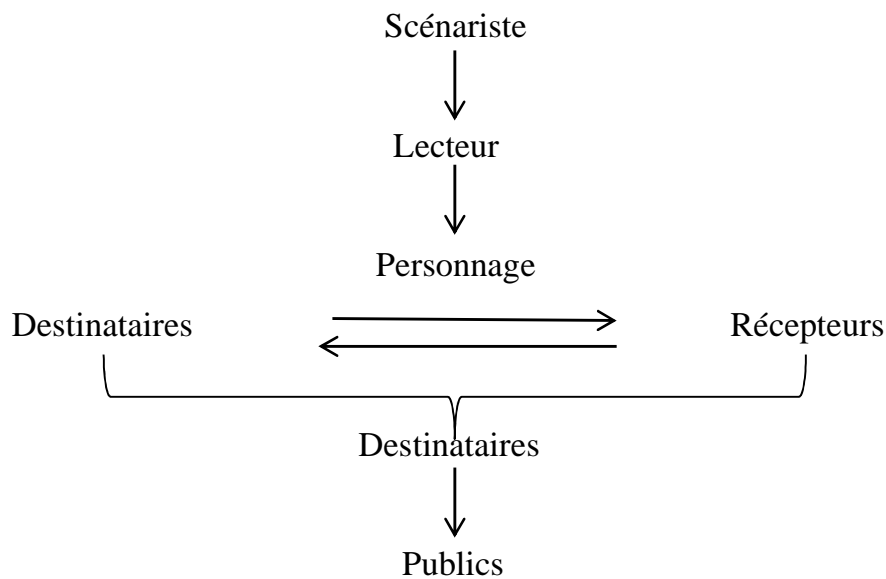 Scénariste
Lecteur
Personnage
Destinataires
Récepteurs
Destinataires
Publics